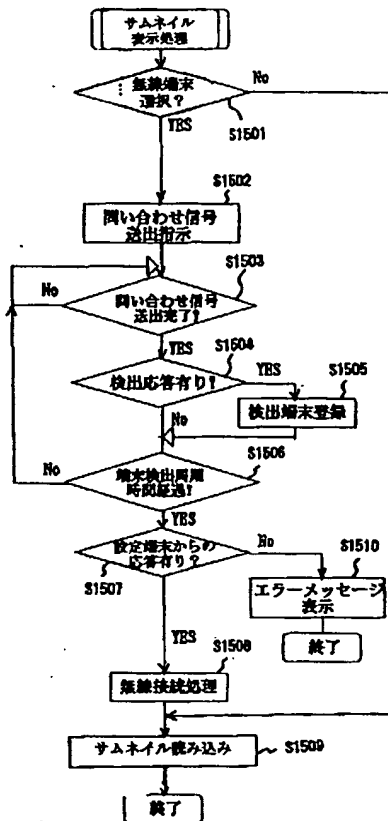 サムネイル
表示処理
無線端末
選択?
No
S1501
YES
S1502
問い合わせ信号
送出指示
S1503
No
問い合わせ信号
送出完了!
YES
S1504
検出応答有り!
YES
S1505
検出端末登録
No
S1506
No
端末検出周期
時間経過!
YES
設定端末からの
応答有り?
No
S1507
S1510
エラーメッセージ
表示
終了
YES
S1508
無線接続処理
サムネイル読み込み
S1509
終了